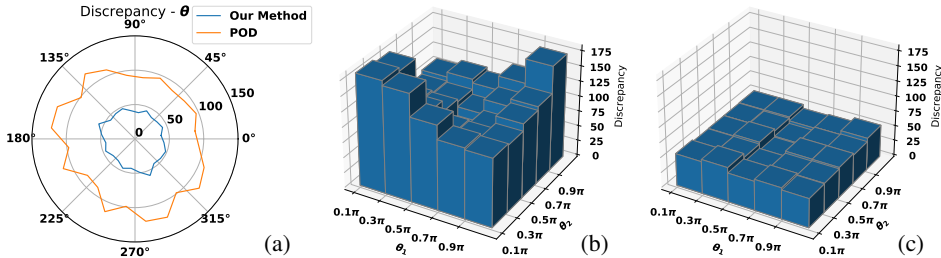 Discrepancy - θ
Our Method
POD
90°
135°
45°
150
100
50
0
180°
0°
225°
315°
270°
(a)
175
150
125
100
75
50
25
0
Discrepancy
0.1π
0.3π
0.5π
0.7π
0.9π
θ₁
0.1π
0.3π
0.5π
0.7π
0.9π
θ₂
(b)
175
150
125
100
75
50
25
0
Discrepancy
0.1π
0.3π
0.5π
0.7π
0.9π
θ₁
0.1π
0.3π
0.5π
0.7π
0.9π
θ₂
(c)